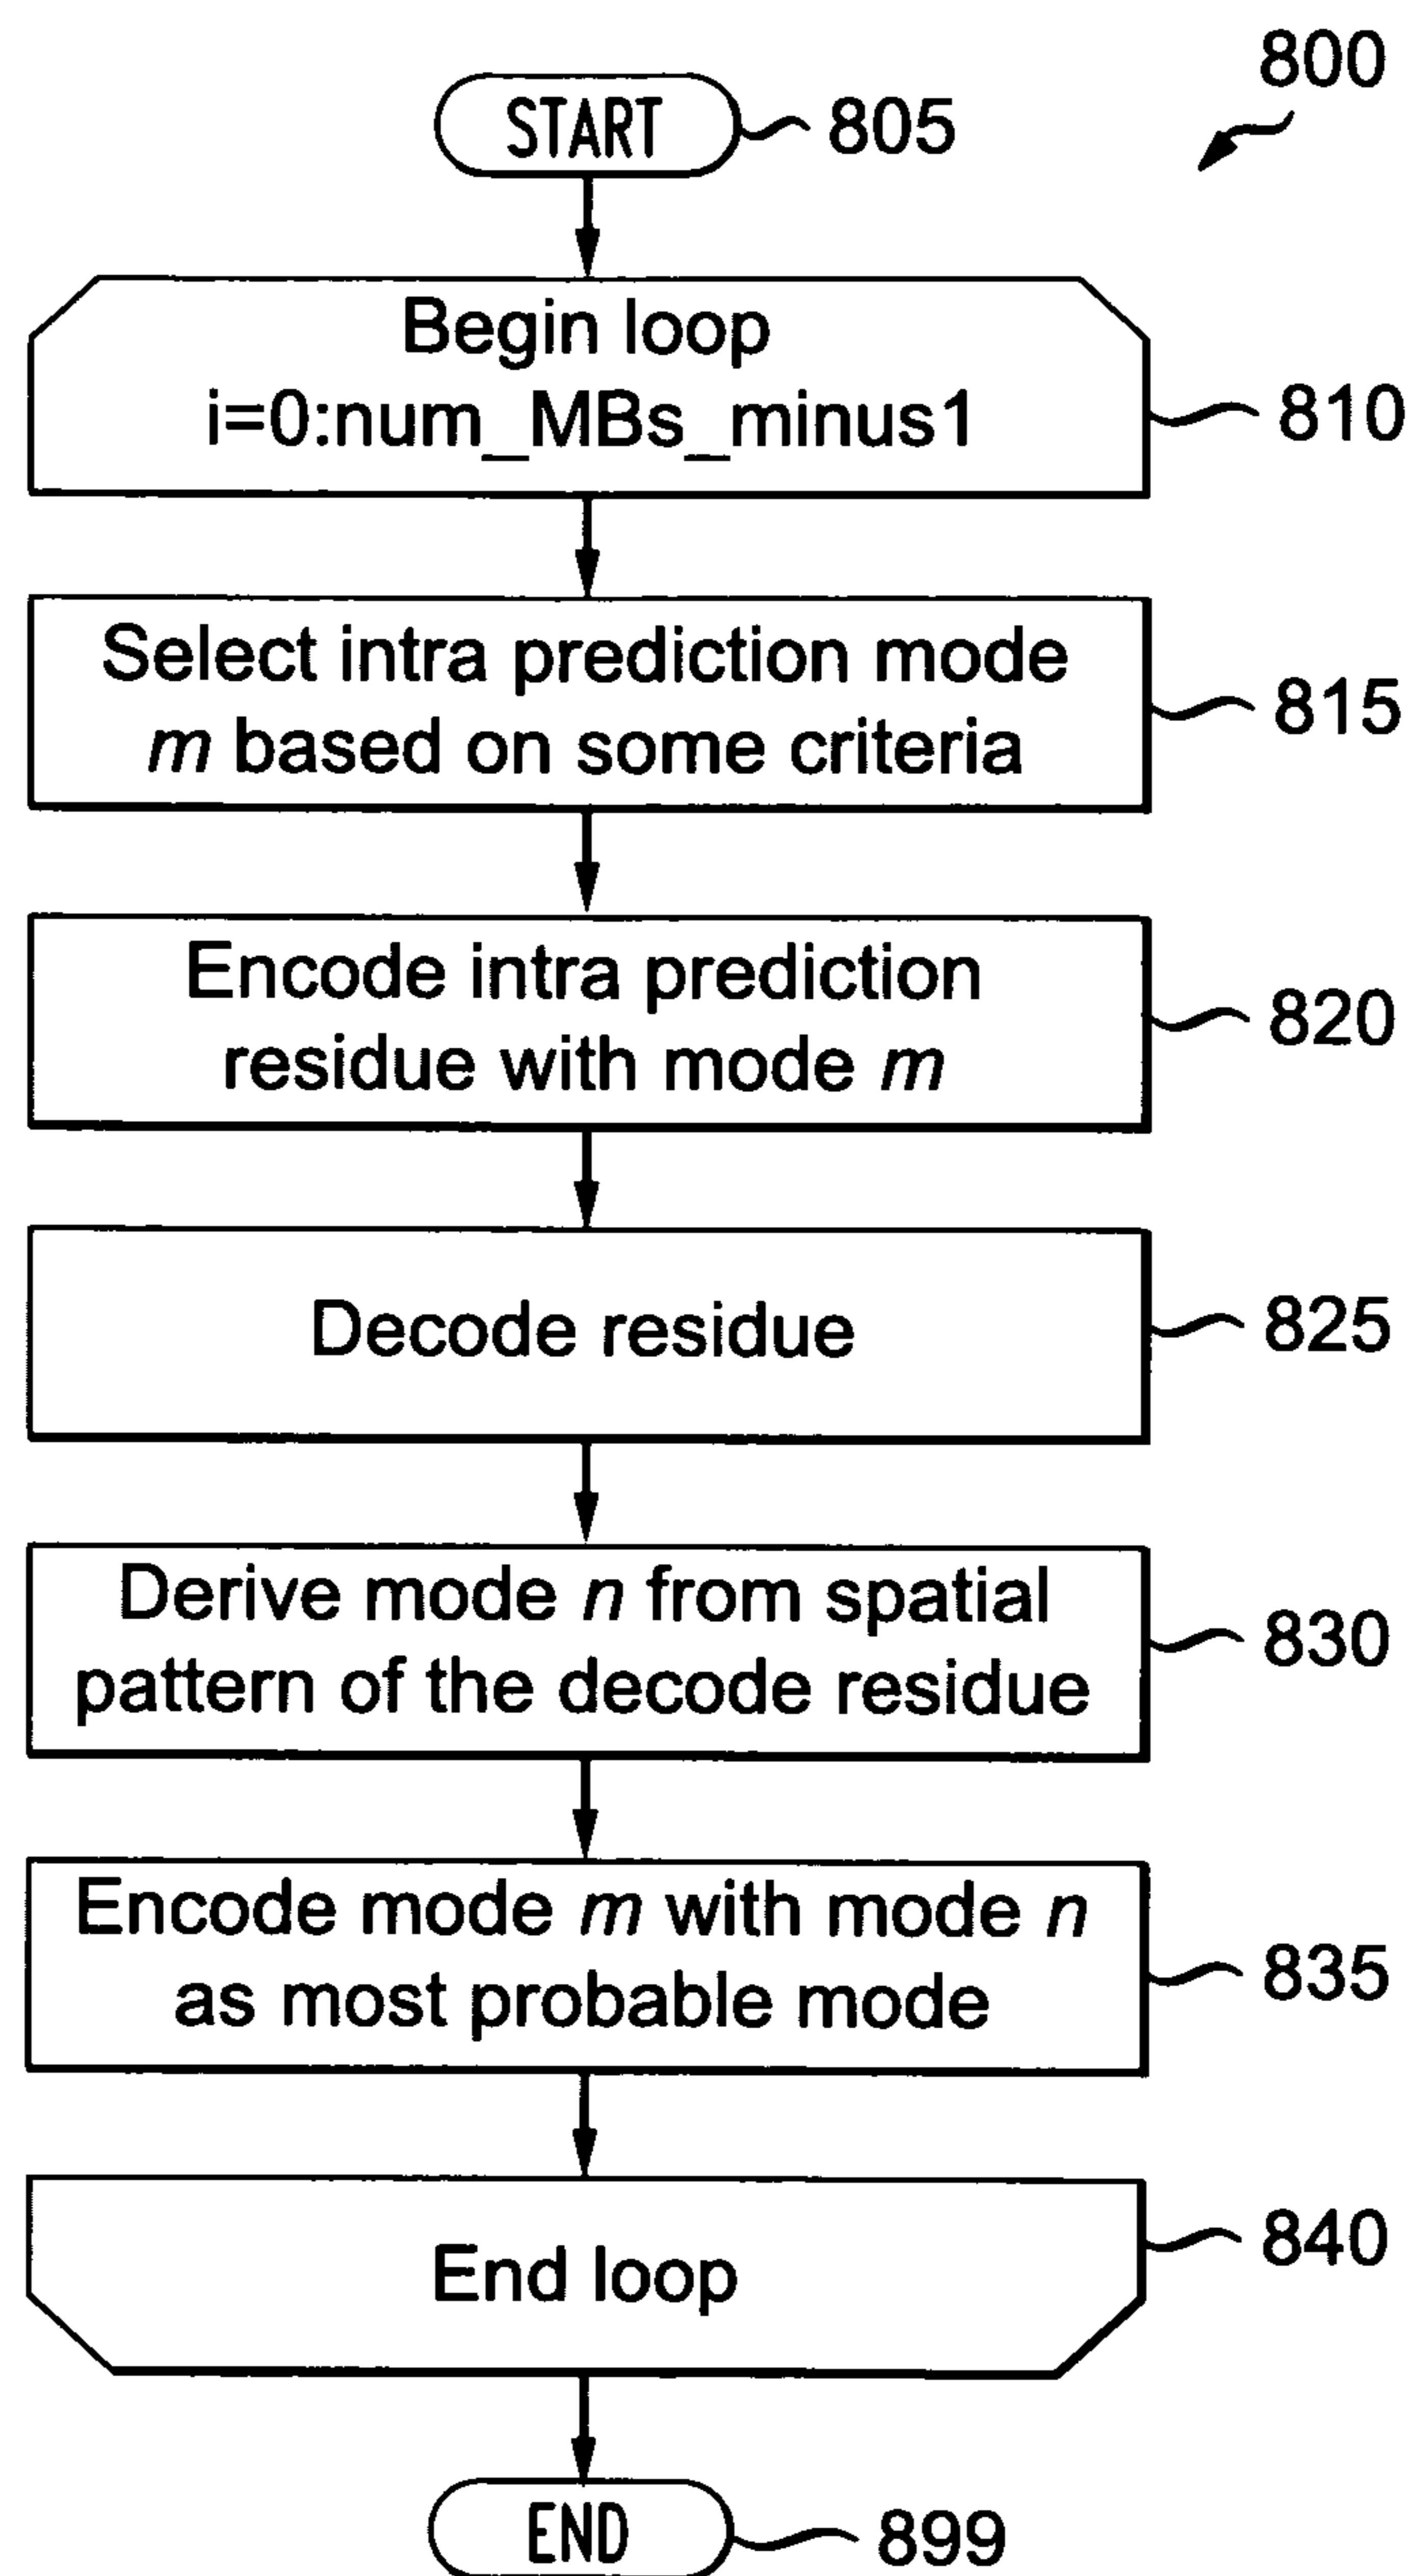 800
START
805
Begin loop
i=0:num_MBs_minus1
810
Select intra prediction mode
m based on some criteria
815
Encode intra prediction
residue with mode m
820
Decode residue
825
Derive mode n from spatial
pattern of the decode residue
830
Encode mode m with mode n
as most probable mode
835
End loop
840
END
899